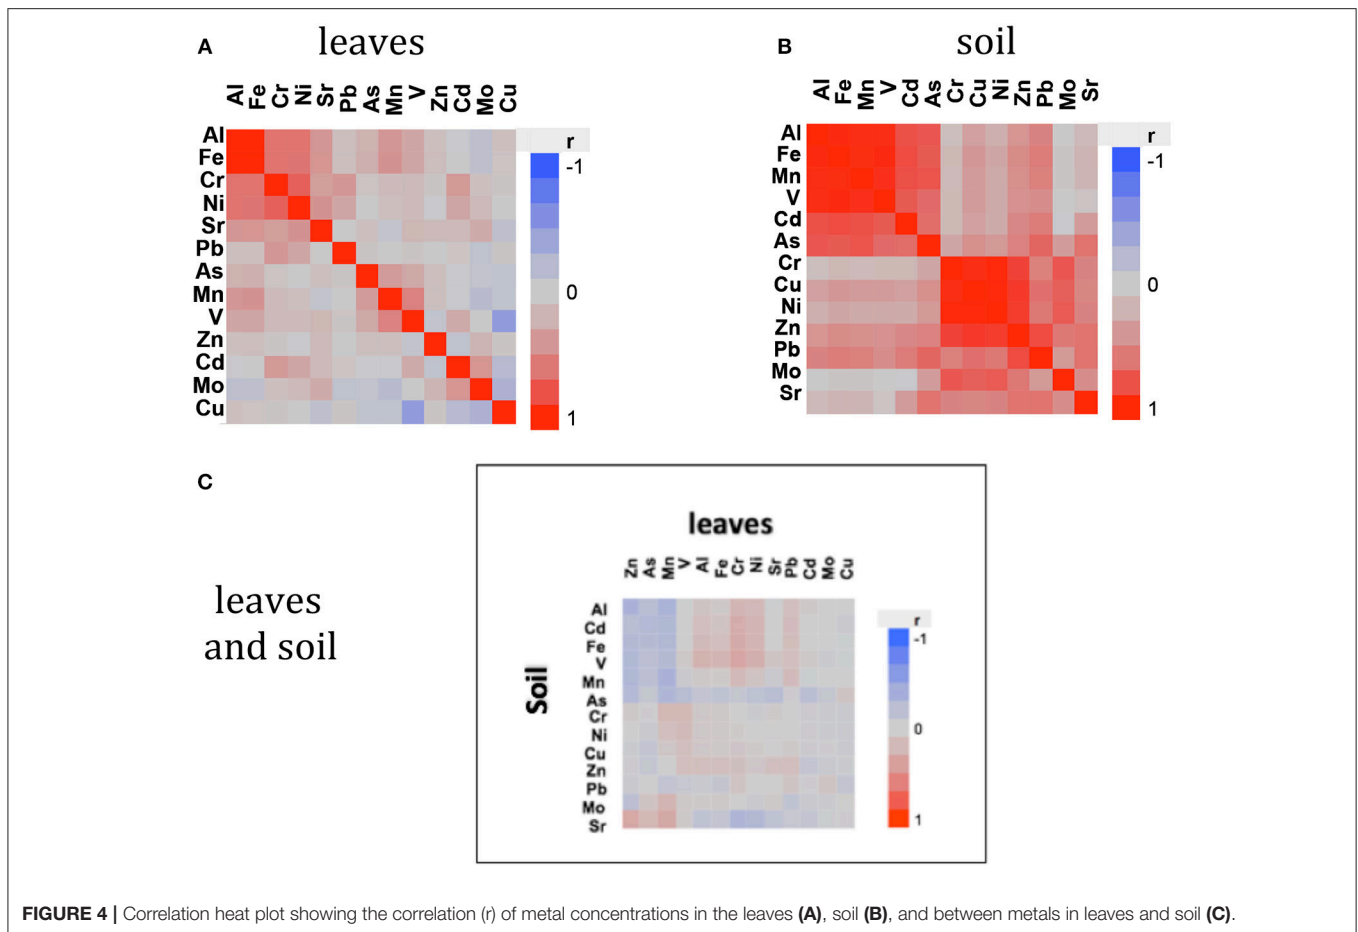 A
leaves
Al Fe Cr Ni Sr Pb As Mn V Zn Cd Mo Cu
Al
Fe
Cr
Ni
Sr
Pb
As
Mn
V
Zn
Cd
Mo
Cu
r
-1
0
1
B
soil
Al Fe Mn V Cd As Cr Cu Ni Zn Pb Mo Sr
Al
Fe
Mn
V
Cd
As
Cr
Cu
Ni
Zn
Pb
Mo
Sr
r
-1
0
1
C
leaves
and soil
leaves
Zn As Mn V Al Fe Cr Ni Sr Pb Cd Mo Cu
Soil
Al
Cd
Fe
V
Mn
As
Cr
Ni
Cu
Zn
Pb
Mo
Sr
r
-1
0
1
FIGURE 4 | Correlation heat plot showing the correlation (r) of metal concentrations in the leaves (A), soil (B), and between metals in leaves and soil (C).